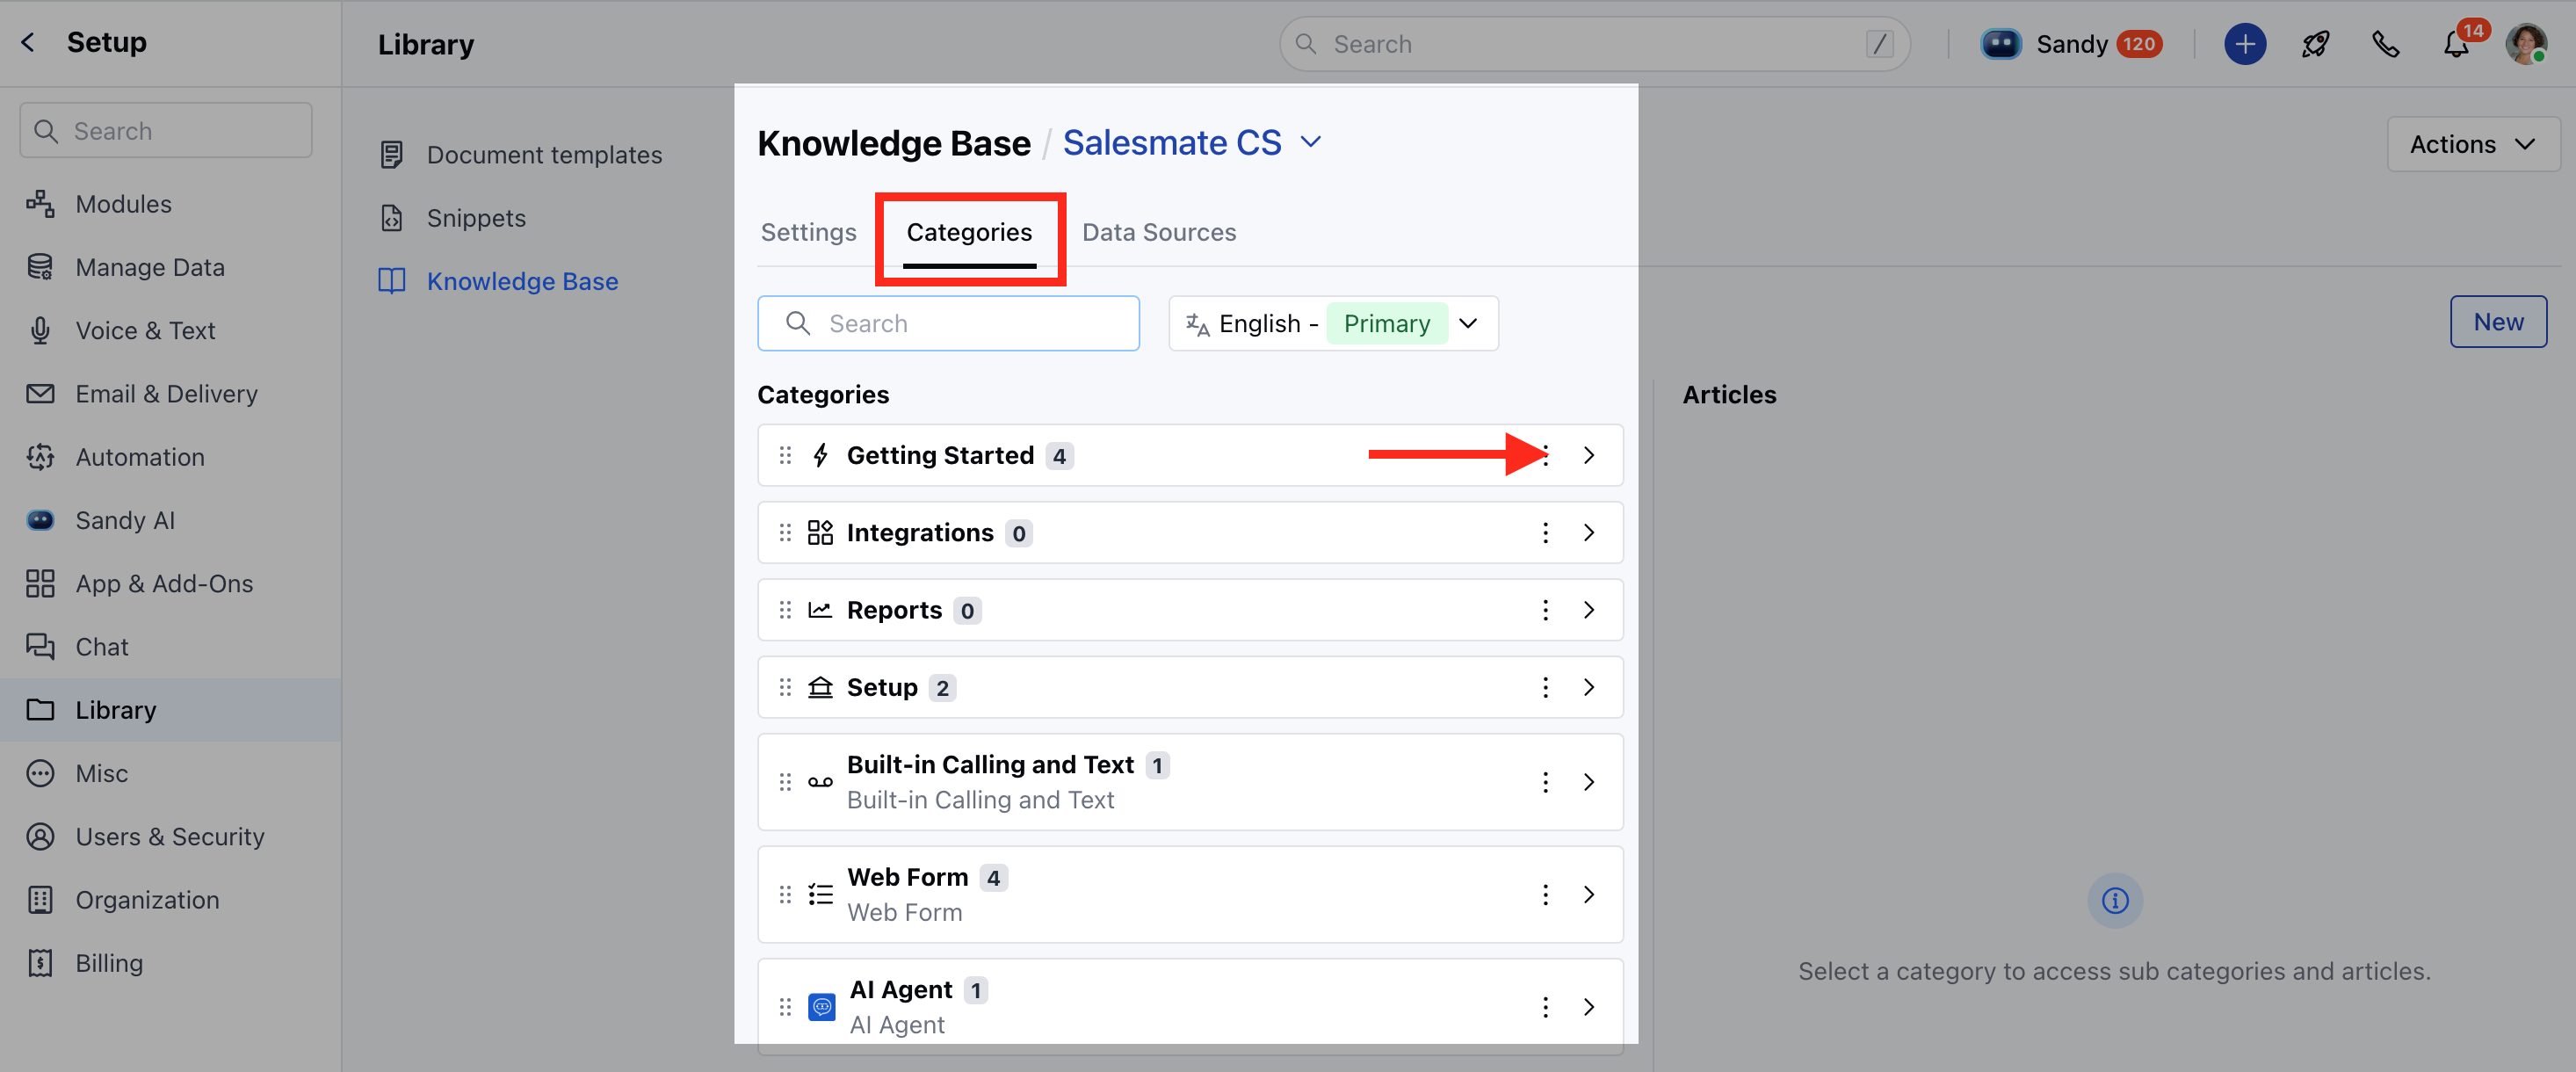 Setup
Library
Search
/
Sandy 120
14
Search
Modules
Manage Data
Voice & Text
Email & Delivery
Automation
Sandy AI
App & Add-Ons
Chat
Library
Misc
Users & Security
Organization
Billing
Document templates
Snippets
Knowledge Base
Knowledge Base / Salesmate CS
Actions
Settings
Categories
Data Sources
Search
English - Primary
New
Categories
Getting Started 4
Integrations 0
Reports 0
Setup 2
Built-in Calling and Text 1
Built-in Calling and Text
Web Form 4
Web Form
AI Agent 1
AI Agent
Articles
Select a category to access sub categories and articles.